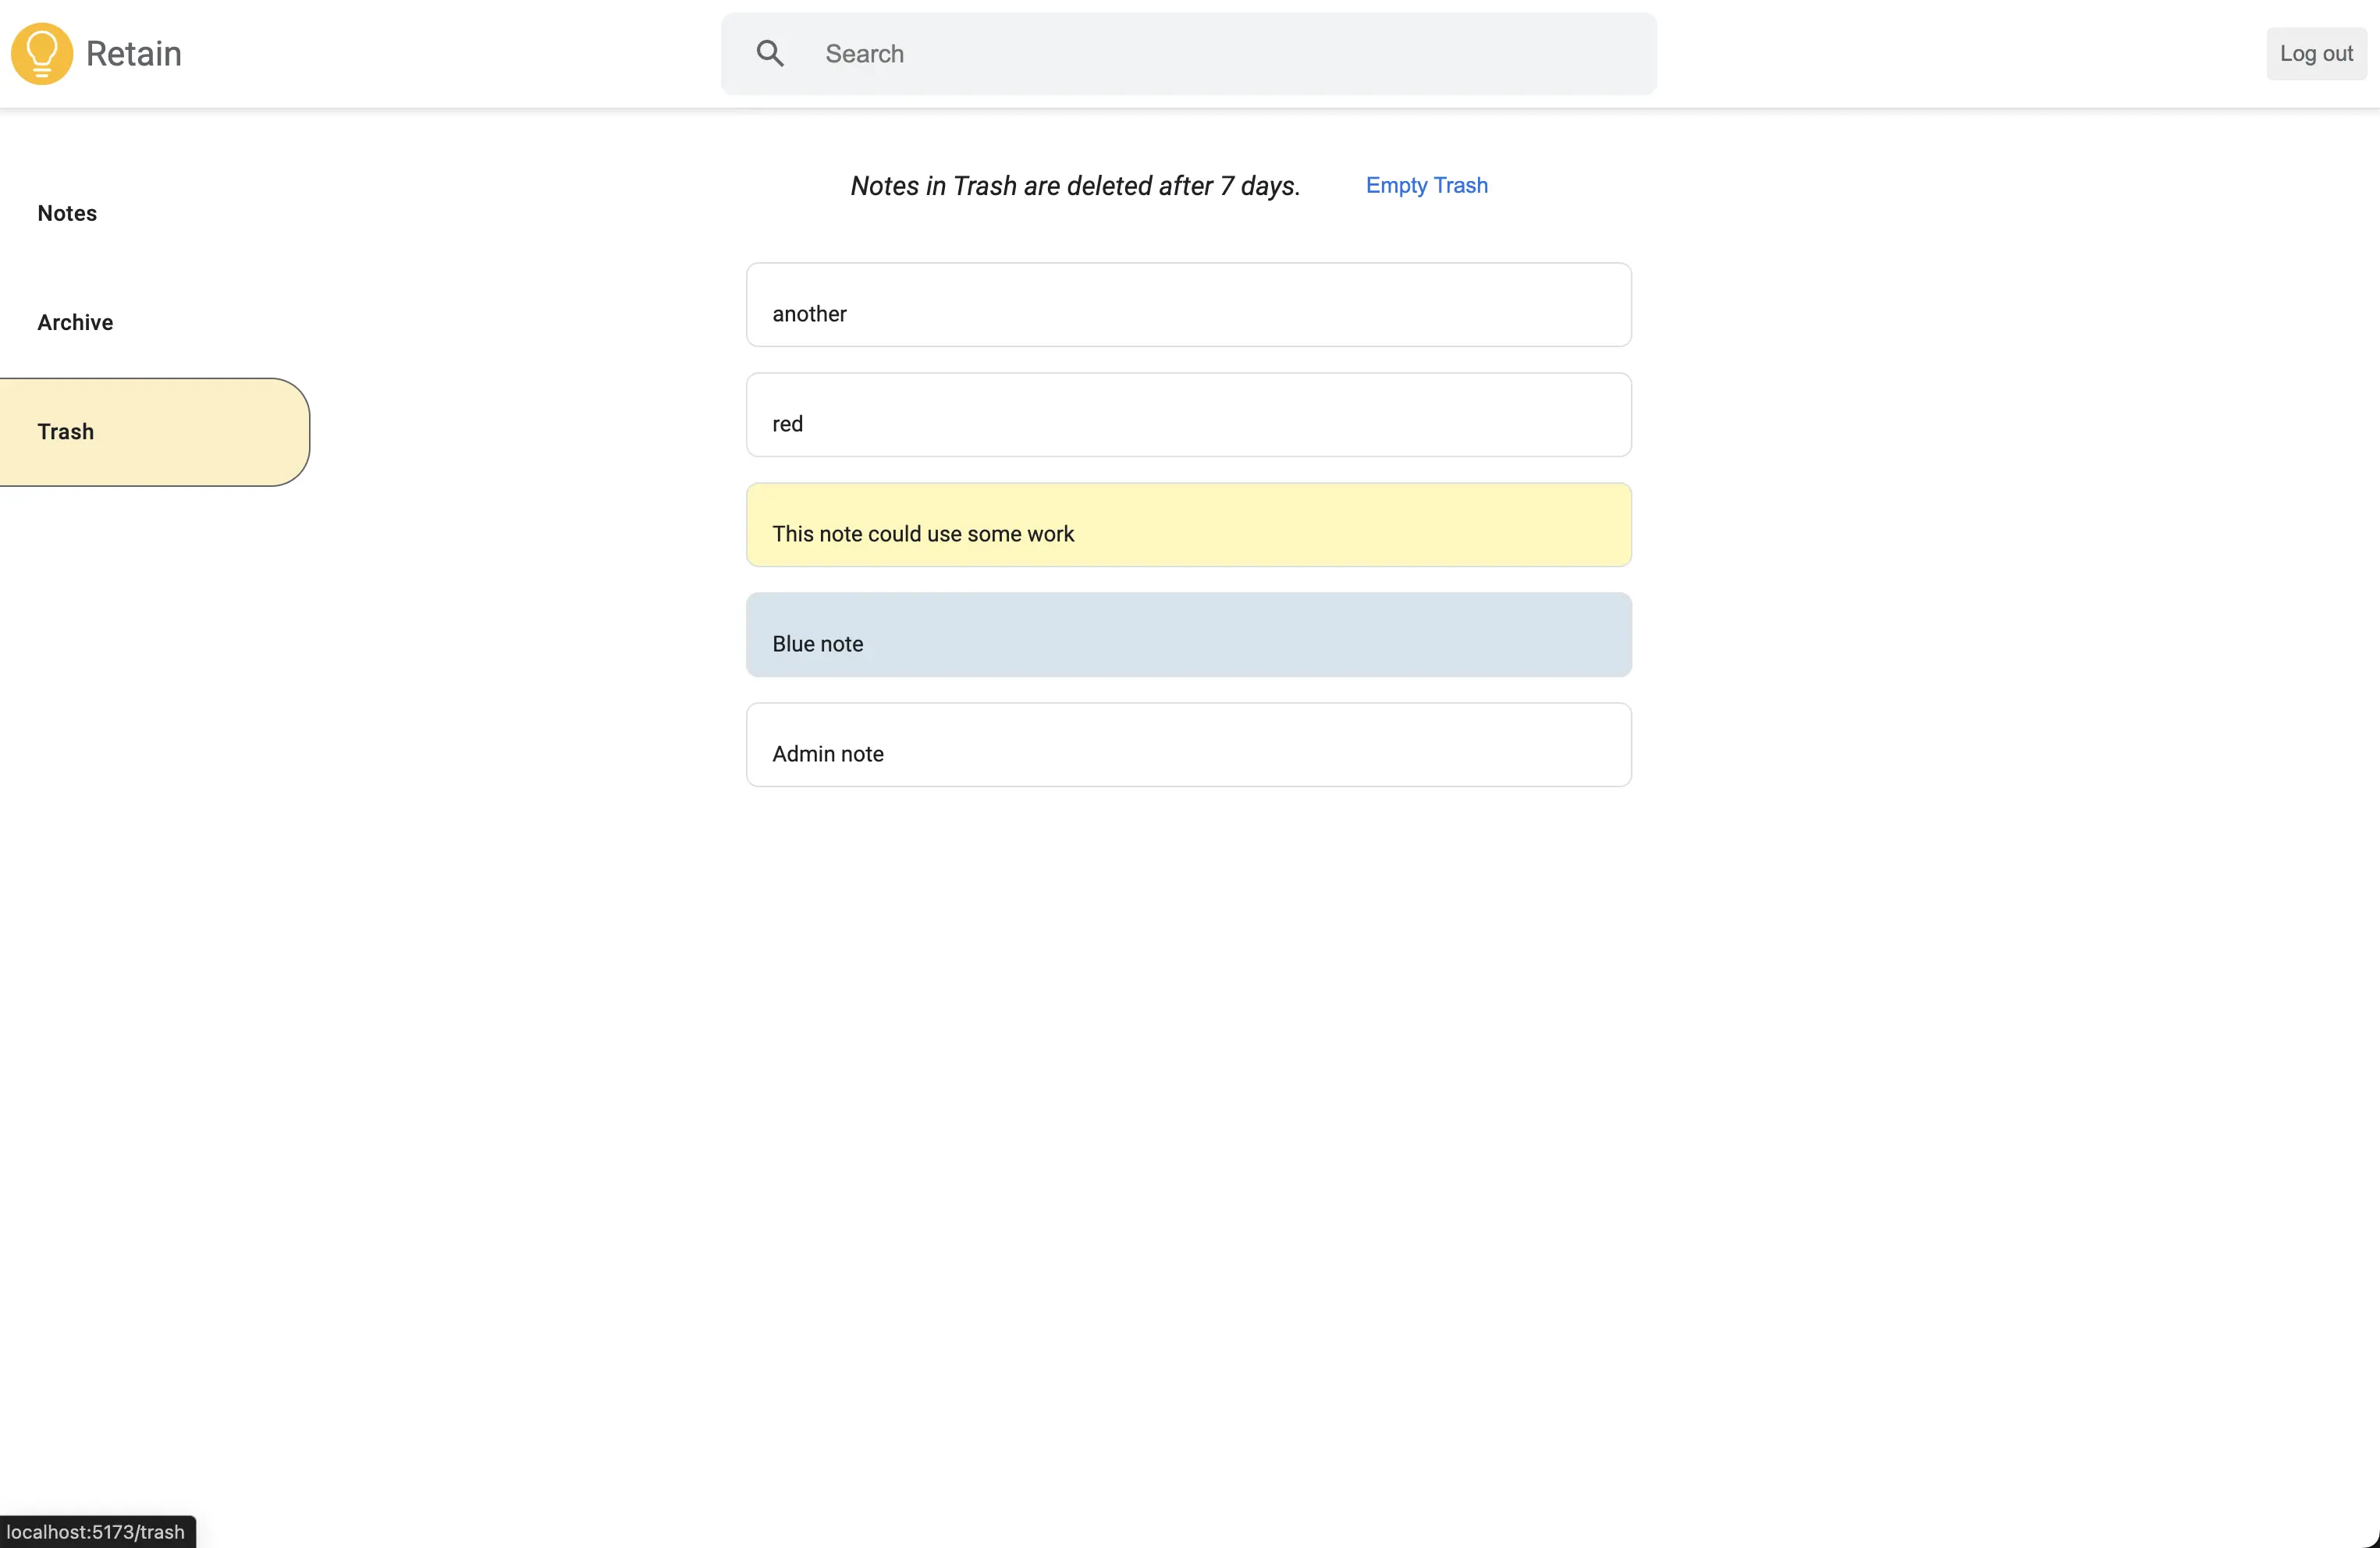 Retain
Search
Log out
Notes in Trash are deleted after 7 days.
Empty Trash
Notes
Archive
Trash
another
red
This note could use some work
Blue note
Admin note
localhost:5173/trash